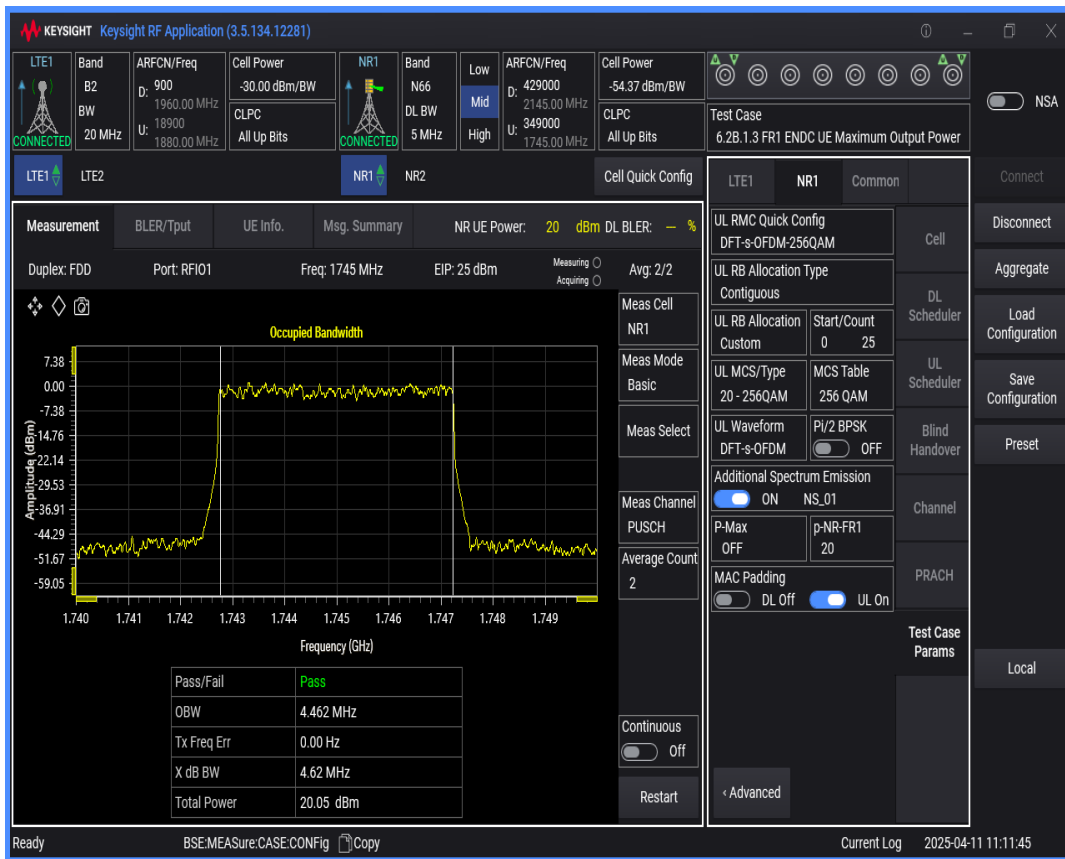 KEYSIGHT Keysight RF Application (3.5.134.12281)
LTE1
CONNECTED
Band
B2
BW
20 MHz
ARFCN/Freq
D: 900
1960.00 MHz
U: 18900
1880.00 MHz
Cell Power
-30.00 dBm/BW
CLPC
All Up Bits
NR1
CONNECTED
Band
N66
DL BW
5 MHz
Low
Mid
High
ARFCN/Freq
D: 429000
2145.00 MHz
U: 349000
1745.00 MHz
Cell Power
-54.37 dBm/BW
CLPC
All Up Bits
Test Case
6.2B.1.3 FR1 ENDC UE Maximum Output Power
NSA
LTE1 LTE2 NR1 NR2 Cell Quick Config
Measurement BLER/Tput UE Info. Msg. Summary NR UE Power: 20 dBm DL BLER: -- %
Duplex: FDD Port: RFIO1 Freq: 1745 MHz EIP: 25 dBm Measuring Acquiring Avg: 2/2
Occupied Bandwidth
Amplitude (dBm)
7.38
0.00
-7.38
-14.76
-22.14
-29.53
-36.91
-44.29
-51.67
-59.05
1.740 1.741 1.742 1.743 1.744 1.745 1.746 1.747 1.748 1.749
Frequency (GHz)
Pass/Fail Pass
OBW 4.462 MHz
Tx Freq Err 0.00 Hz
X dB BW 4.62 MHz
Total Power 20.05 dBm
Meas Cell
NR1
Meas Mode
Basic
Meas Select
Meas Channel
PUSCH
Average Count
2
Continuous
Off
Restart
LTE1 NR1 Common
UL RMC Quick Config
DFT-s-OFDM-256QAM
UL RB Allocation Type
Contiguous
UL RB Allocation
Custom
Start/Count
0 25
UL MCS/Type
20 - 256QAM
MCS Table
256 QAM
UL Waveform
DFT-s-OFDM
Pi/2 BPSK
OFF
Additional Spectrum Emission
ON NS_01
P-Max
OFF
p-NR-FR1
20
MAC Padding
DL Off UL On
‹ Advanced
Cell
DL
Scheduler
UL
Scheduler
Blind
Handover
Channel
PRACH
Test Case
Params
Connect
Disconnect
Aggregate
Load
Configuration
Save
Configuration
Preset
Local
Ready BSE:MEASure:CASE:CONFig Copy Current Log 2025-04-11 11:11:45